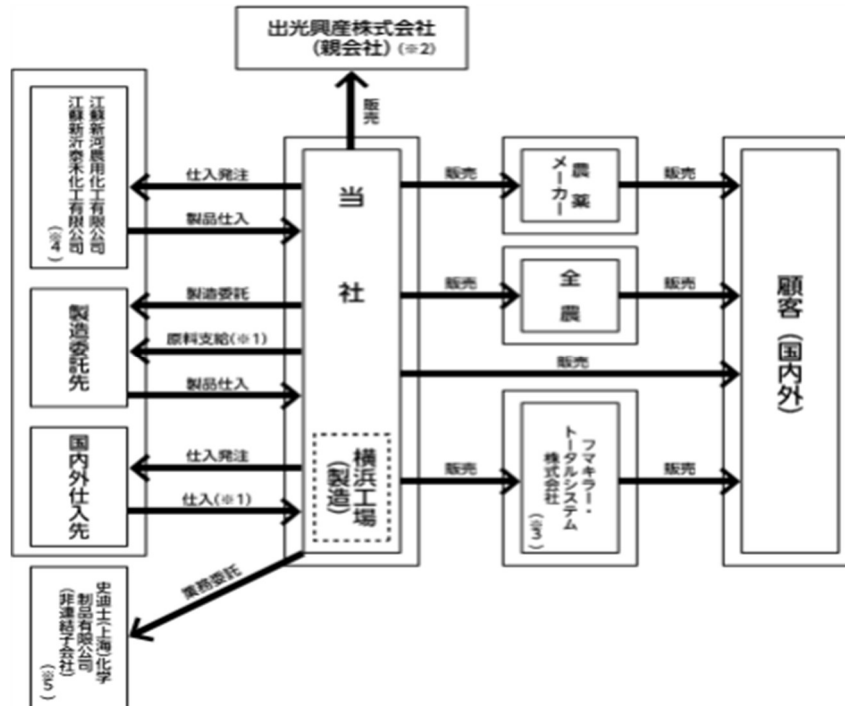 出光興産株式会社
(親会社)(※2)
販売
江蘇新河農用化工有限公司
江蘇新沂泰禾化工有限公司
(※4)
仕入発注
製品仕入
製造委託先
製造委託
原料支給(※1)
製品仕入
国内外仕入先
仕入発注
仕入(※1)
史迪士(上海)化学
制品有限公司
(非連結子会社)
(※5)
業務委託
当社
横浜工場
(製造)
販売
農薬
メーカー
販売
販売
全農
販売
販売
販売
フマキラー・
トータルシステム
株式会社
(※3)
販売
顧客(国内外)